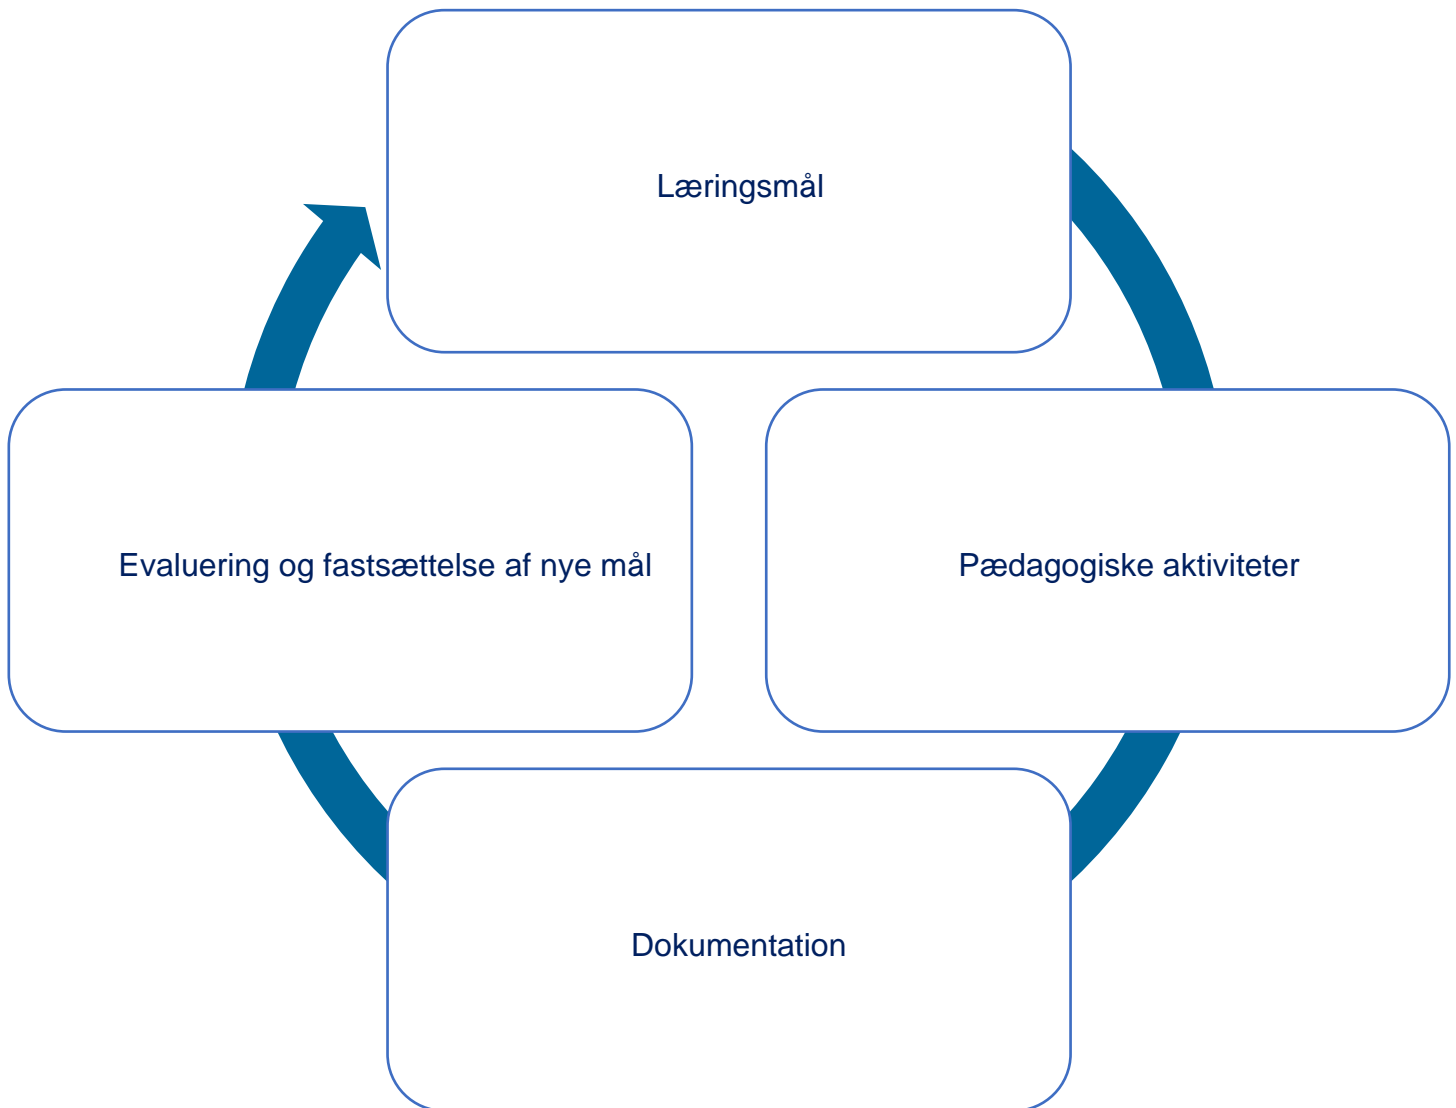 Læringsmål
Evaluering og fastsættelse af nye mål
Pædagogiske aktiviteter
Dokumentation